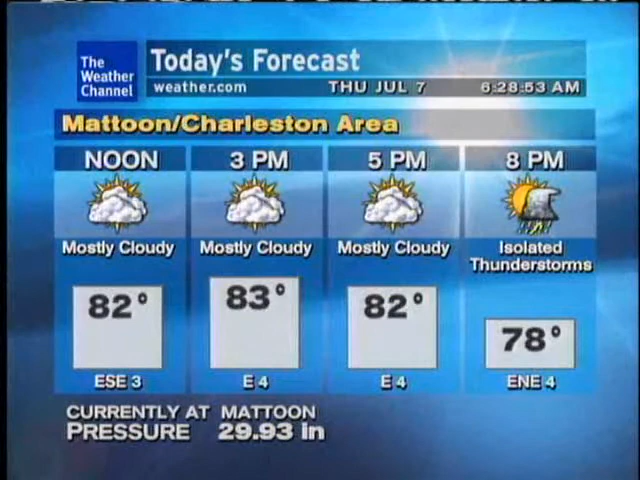 The
Weather
Channel
Today's Forecast
weather.com THU JUL 7 6:28:53 AM
Mattoon/Charleston Area
NOON 3 PM 5 PM 8 PM
Mostly Cloudy Mostly Cloudy Mostly Cloudy Isolated
Thunderstorms
82° 83° 82° 78°
ESE 3 E 4 E 4 ENE 4
CURRENTLY AT MATTOON
PRESSURE 29.93 in